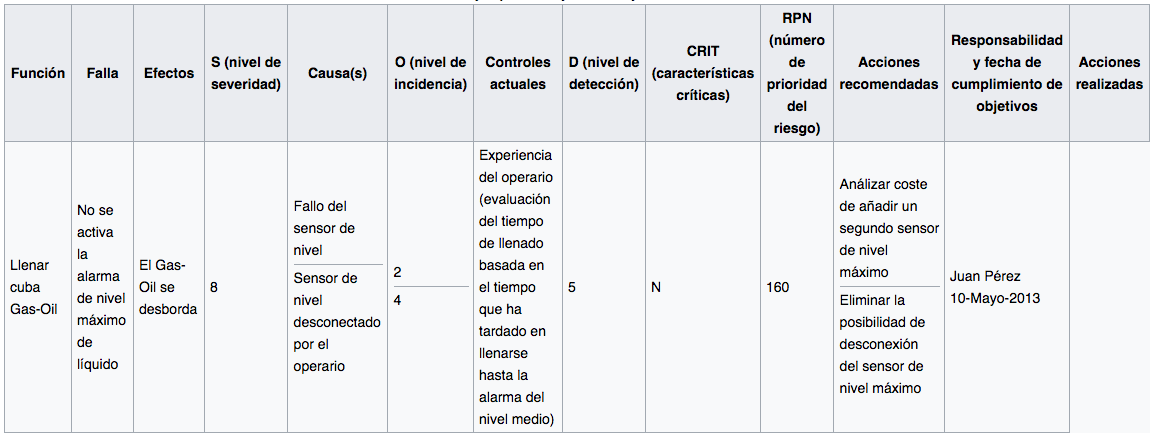 Función
Falla
Efectos
S (nivel de
severidad)
Causa(s)
O (nivel de
incidencia)
Controles
actuales
D (nivel de
detección)
CRIT
(características
críticas)
RPN
(número
de
prioridad
del
riesgo)
Acciones
recomendadas
Responsabilidad
y fecha de
cumplimiento de
objetivos
Acciones
realizadas
Llenar
cuba
Gas-Oil
No se
activa
la
alarma
de nivel
máximo
de
líquido
El Gas-
Oil se
desborda
8
Fallo del
sensor de
nivel
Sensor de
nivel
desconectado
por el
operario
2
4
Experiencia
del operario
(evaluación
del tiempo
de llenado
basada en
el tiempo
que ha
tardado en
llenarse
hasta la
alarma del
nivel medio)
5
N
160
Análizar coste
de añadir un
segundo sensor
de nivel
máximo
Eliminar la
posibilidad de
desconexión
del sensor de
nivel máximo
Juan Pérez
10-Mayo-2013